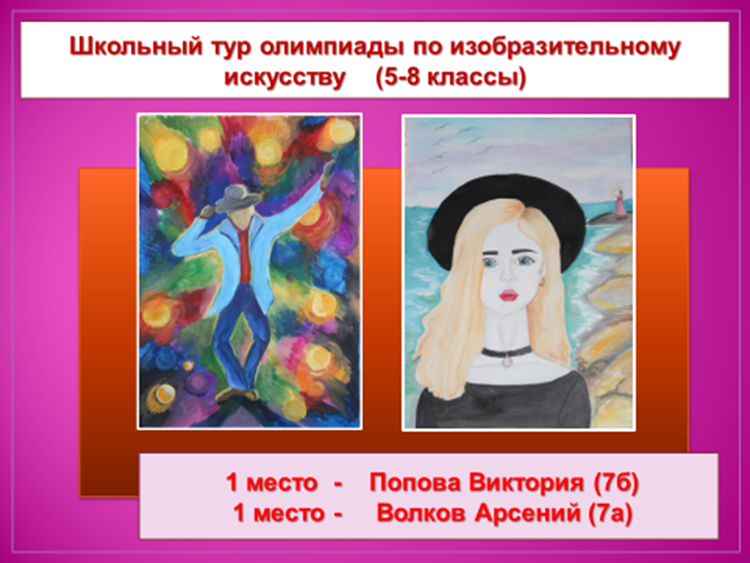 Школьный тур олимпиады по изобразительному
искусству (5-8 классы)
1 место - Попова Виктория (7б)
1 место - Волков Арсений (7а)